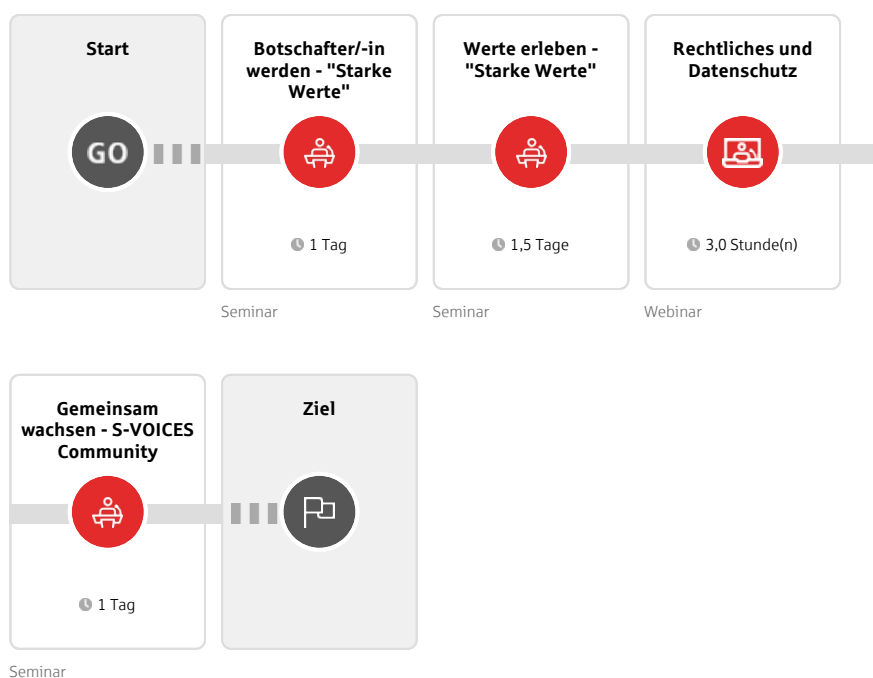 Start
Botschafter/-in
werden - "Starke
Werte"
Werte erleben -
"Starke Werte"
Rechtliches und
Datenschutz
GO
1 Tag
1,5 Tage
3,0 Stunde(n)
Seminar
Seminar
Webinar
Gemeinsam
wachsen - S-VOICES
Community
Ziel
1 Tag
Seminar